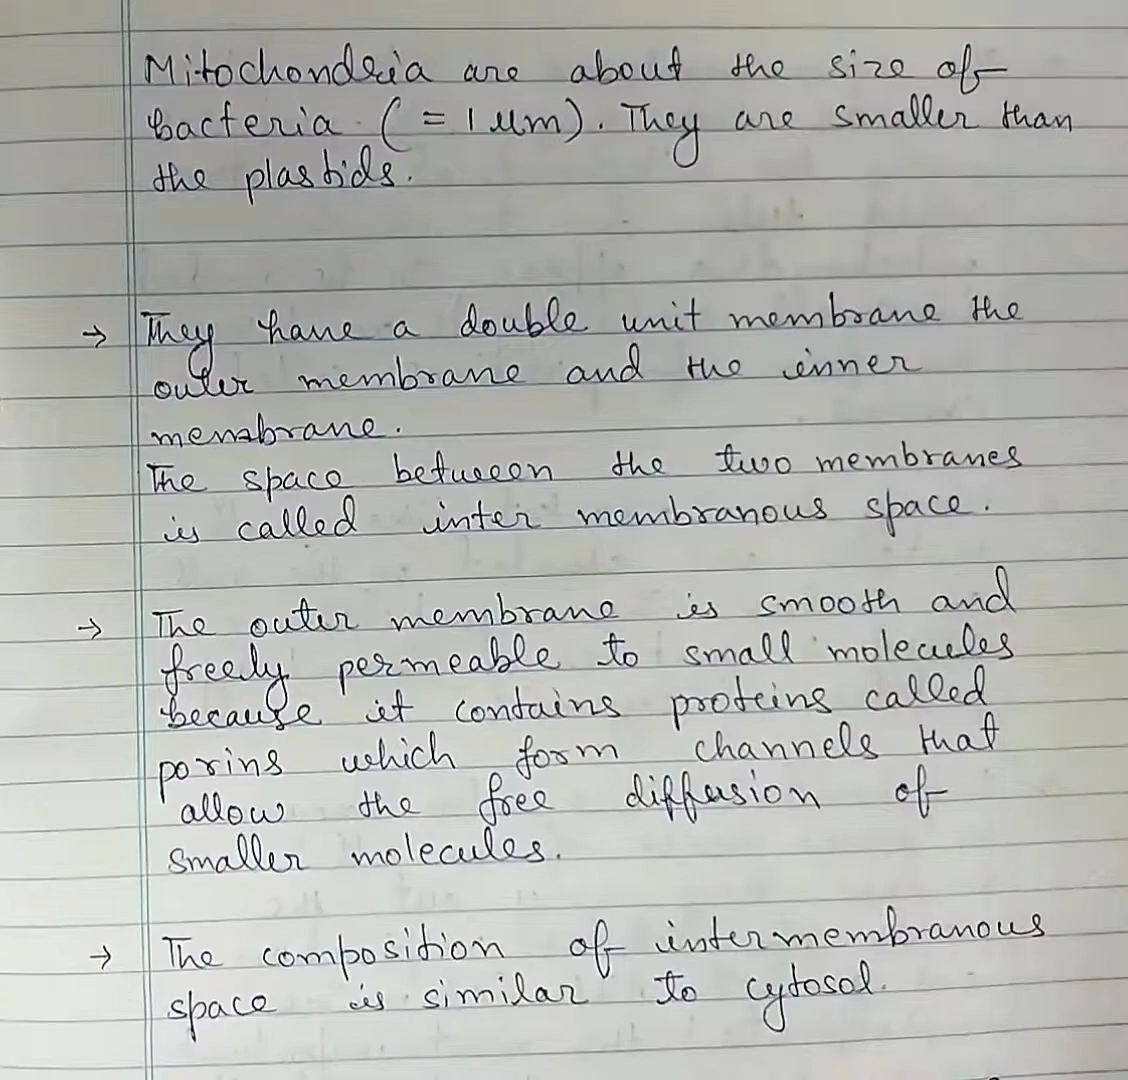 Mitochondria are about the size of
bacteria (= 1 μm). They are smaller than
the plastids.
→ They have a double unit membrane the
outer membrane and the inner
membrane.
The space between the two membranes
is called inter membranous space.
→ The outer membrane is smooth and
freely permeable to small molecules
because it contains proteins called
porins which form channels that
allow the free diffusion of
smaller molecules.
→ The composition of intermembranous
space is similar to cytosol.